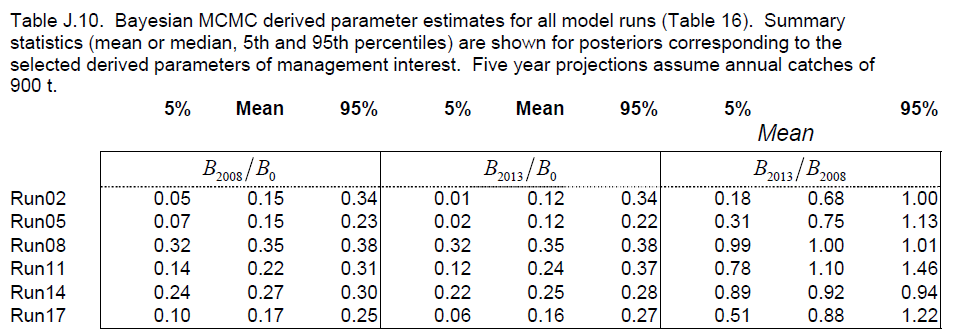 Table J.10.  Bayesian MCMC derived parameter estimates for all model runs (Table 16).  Summary
statistics (mean or median, 5th and 95th percentiles) are shown for posteriors corresponding to the
selected derived parameters of management interest.  Five year projections assume annual catches of
900 t.
5% Mean 95% 5% Mean 95% 5% 95%
Mean
B2008/B0 B2013/B0 B2013/B2008
Run02 0.05 0.15 0.34 0.01 0.12 0.34 0.18 0.68 1.00
Run05 0.07 0.15 0.23 0.02 0.12 0.22 0.31 0.75 1.13
Run08 0.32 0.35 0.38 0.32 0.35 0.38 0.99 1.00 1.01
Run11 0.14 0.22 0.31 0.12 0.24 0.37 0.78 1.10 1.46
Run14 0.24 0.27 0.30 0.22 0.25 0.28 0.89 0.92 0.94
Run17 0.10 0.17 0.25 0.06 0.16 0.27 0.51 0.88 1.22